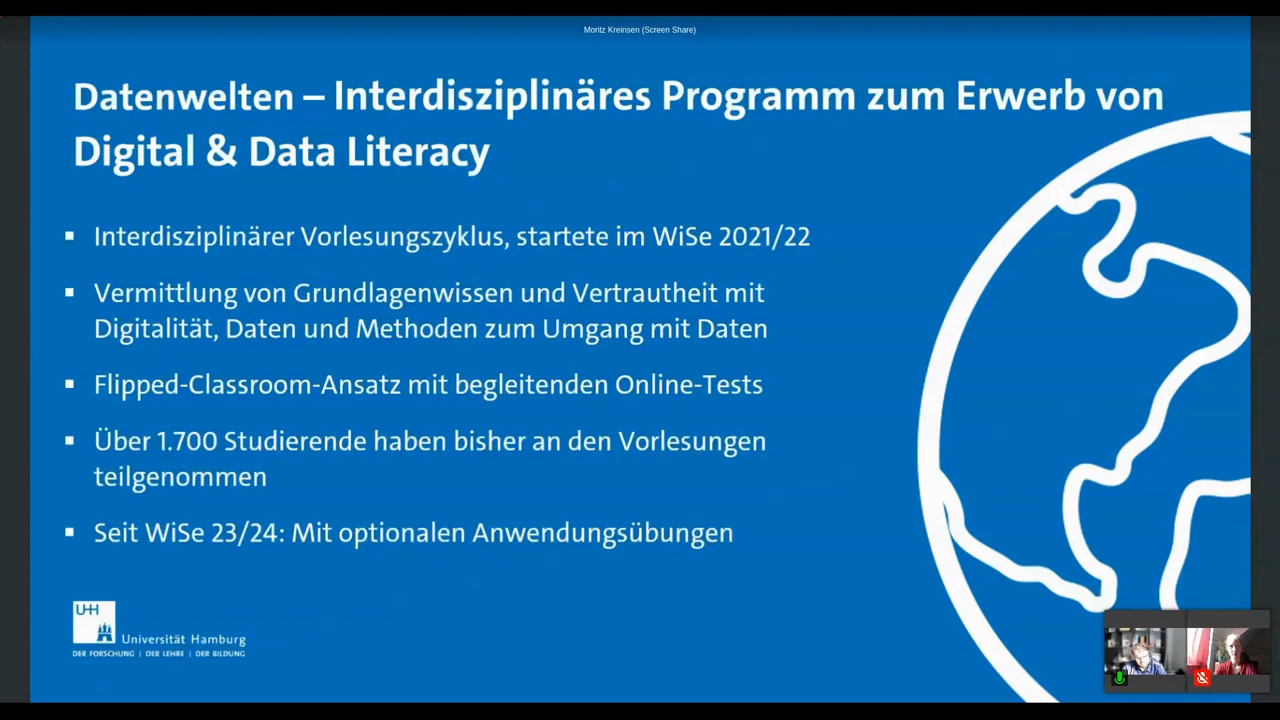 Moritz Kreinsen (Screen Share)
Datenwelten – Interdisziplinäres Programm zum Erwerb von
Digital & Data Literacy
▪ Interdisziplinärer Vorlesungszyklus, startete im WiSe 2021/22
▪ Vermittlung von Grundlagenwissen und Vertrautheit mit
Digitalität, Daten und Methoden zum Umgang mit Daten
▪ Flipped-Classroom-Ansatz mit begleitenden Online-Tests
▪ Über 1.700 Studierende haben bisher an den Vorlesungen
teilgenommen
▪ Seit WiSe 23/24: Mit optionalen Anwendungsübungen
UHH
Universität Hamburg
DER FORSCHUNG | DER LEHRE | DER BILDUNG